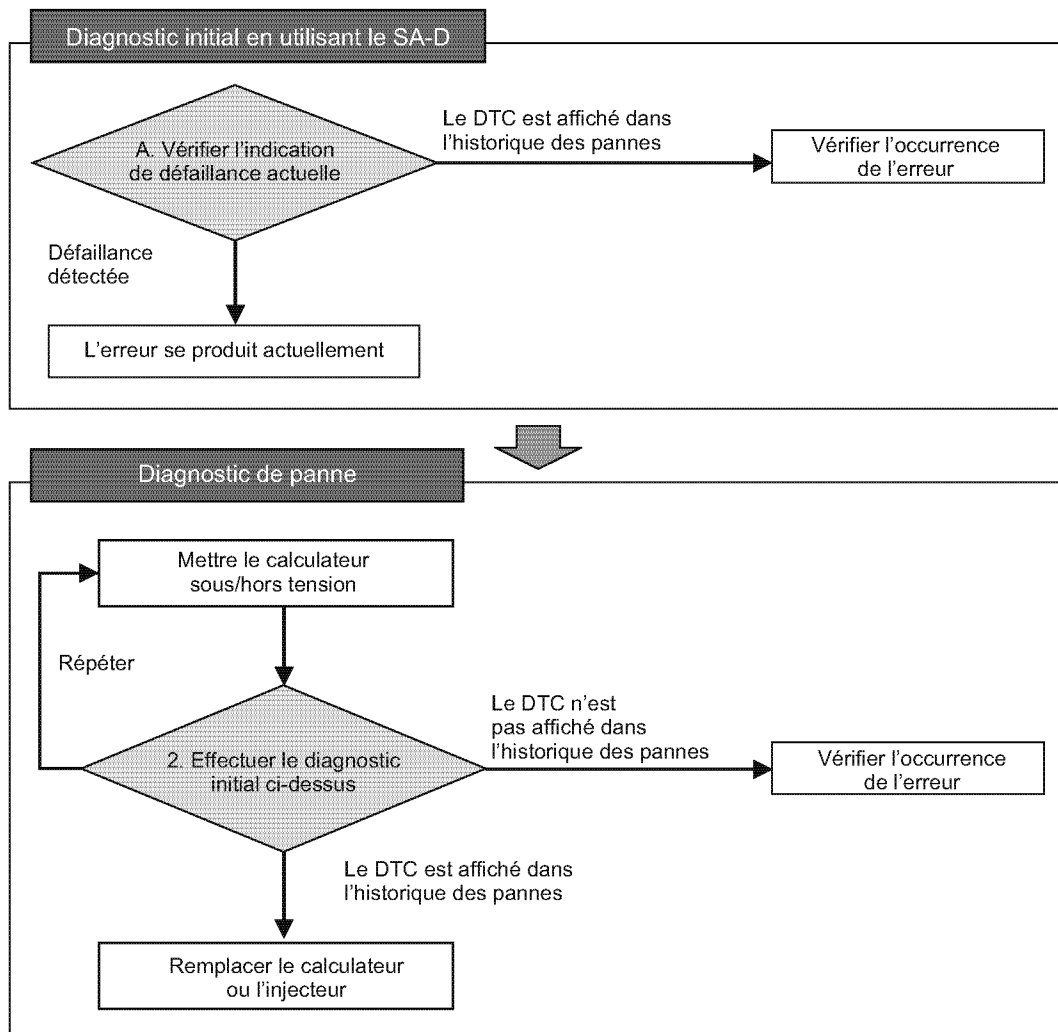 Diagnostic initial en utilisant le SA-D
A. Vérifier l'indication
de défaillance actuelle
Le DTC est affiché dans
l'historique des pannes
Vérifier l'occurrence
de l'erreur
Défaillance
détectée
L'erreur se produit actuellement
Diagnostic de panne
Mettre le calculateur
sous/hors tension
Répéter
2. Effectuer le diagnostic
initial ci-dessus
Le DTC n'est
pas affiché dans
l'historique des pannes
Vérifier l'occurrence
de l'erreur
Le DTC est affiché dans
l'historique des pannes
Remplacer le calculateur
ou l'injecteur